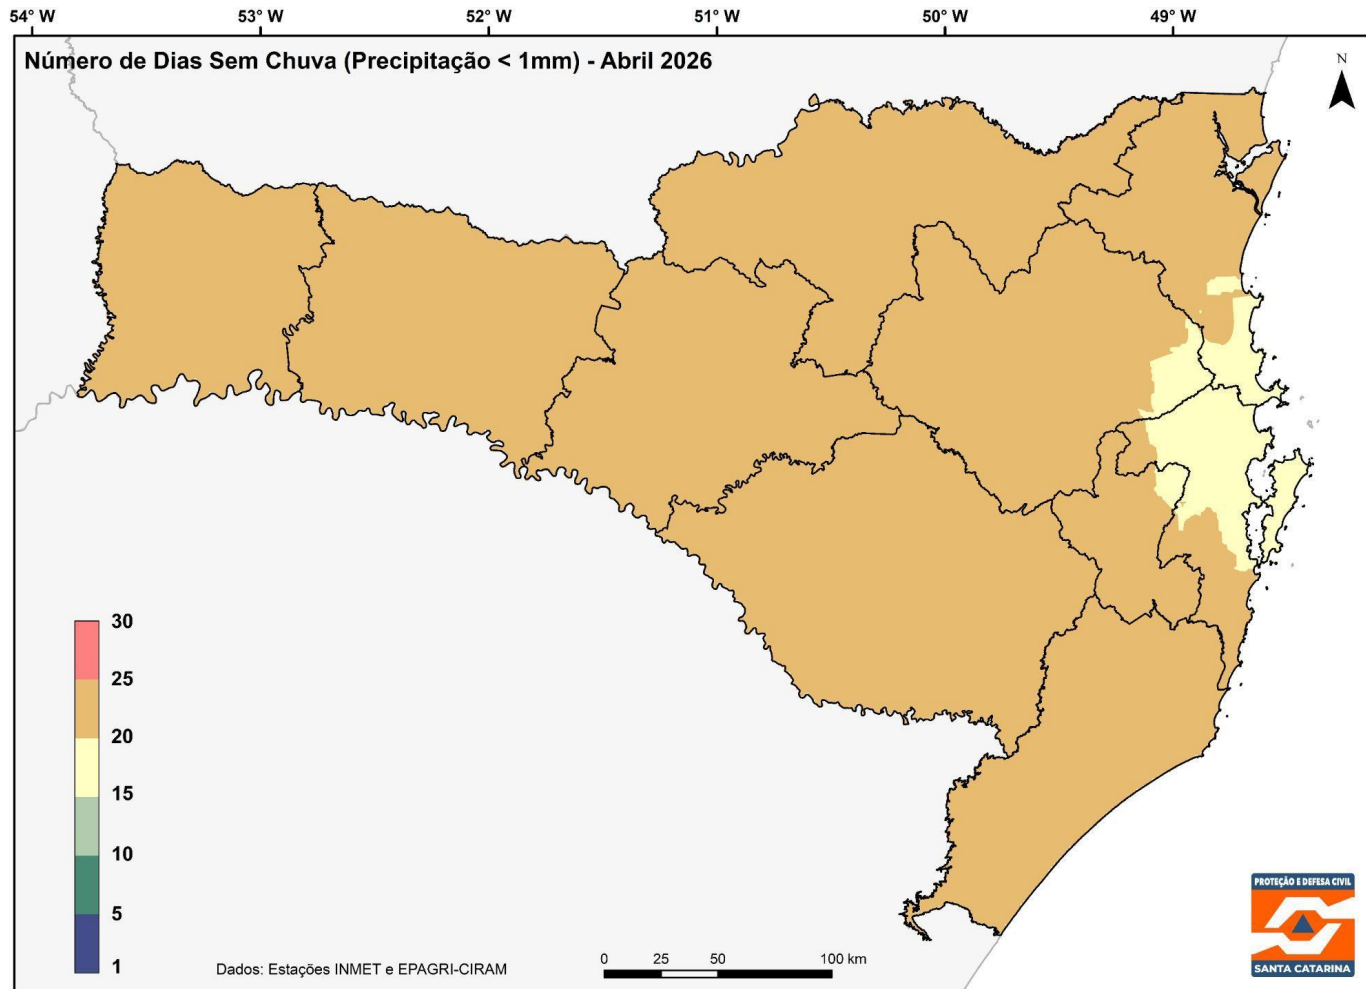 54° W 53° W 52° W 51° W 50° W 49° W
Número de Dias Sem Chuva (Precipitação < 1mm) - Abril 2026
N
30
25
20
15
10
5
1
Dados: Estações INMET e EPAGRI-CIRAM
0 25 50 100 km
PROTEÇÃO E DEFESA CIVIL
SANTA CATARINA